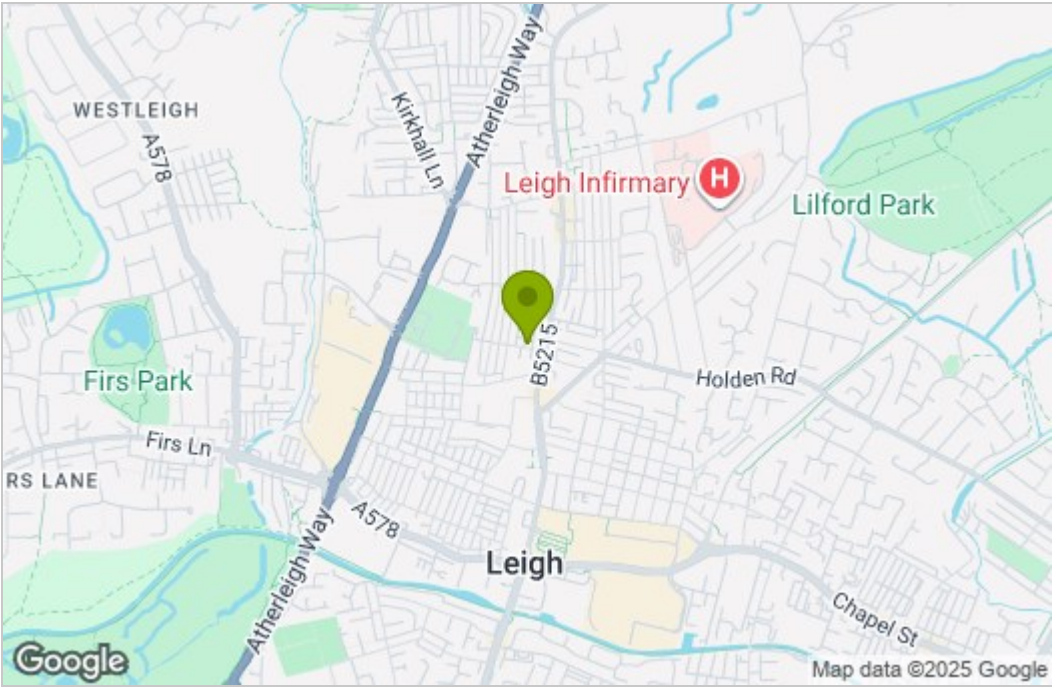 Atherleigh Way
WESTLEIGH
A578
Kirkhall Ln
Leigh Infirmary
H
Lilford Park
B5215
Firs Park
Holden Rd
Firs Ln
RS LANE
A578
Leigh
Atherleigh Way
Chapel St
Google
Map data ©2025 Google